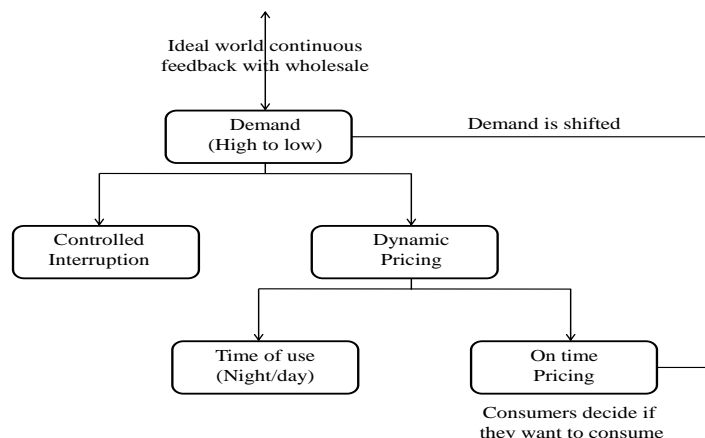 Ideal world continuous
feedback with wholesale
Demand
(High to low)
Demand is shifted
Controlled
Interruption
Dynamic
Pricing
Time of use
(Night/day)
On time
Pricing
Consumers decide if
they want to consume